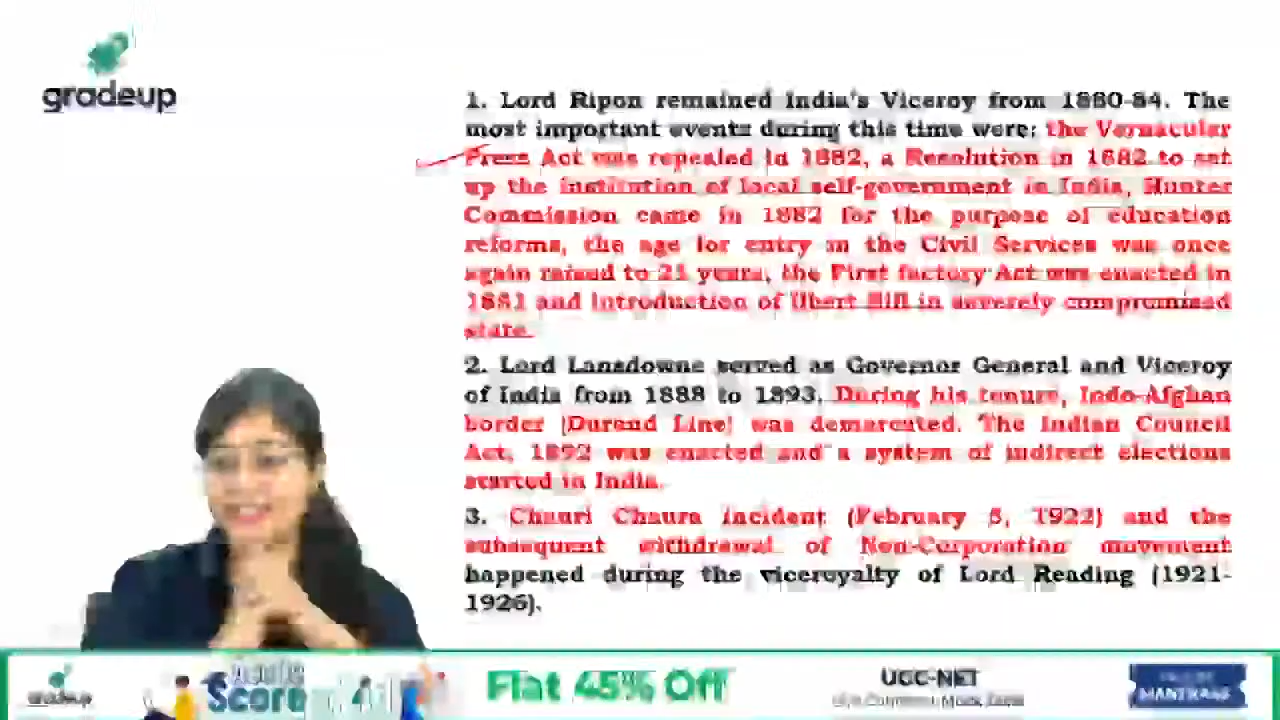 gradeup
1. Lord Ripon remained India's Viceroy from 1880-84. The
most important events during this time were: the Vernacular
Press Act was repealed in 1882, a Resolution in 1882 to set
up the institution of local self-government in India, Hunter
Commission came in 1882 for the purpose of education
reforms, the age for entry in the Civil Services was once
again raised to 21 years, the First factory Act was enacted in
1881 and introduction of Ilbert Bill in severely compromised
state.
2. Lord Lansdowne served as Governor General and Viceroy
of India from 1888 to 1893. During his tenure, Indo-Afghan
border (Durand Line) was demarcated. The Indian Council
Act, 1892 was enacted and a system of indirect elections
started in India.
3. Chauri Chaura incident (February 5, 1922) and the
subsequent withdrawal of Non-Corporation movement
happened during the viceroyalty of Lord Reading (1921-
1926).
gradeup
Score
Flat 45% Off
UGC-NET